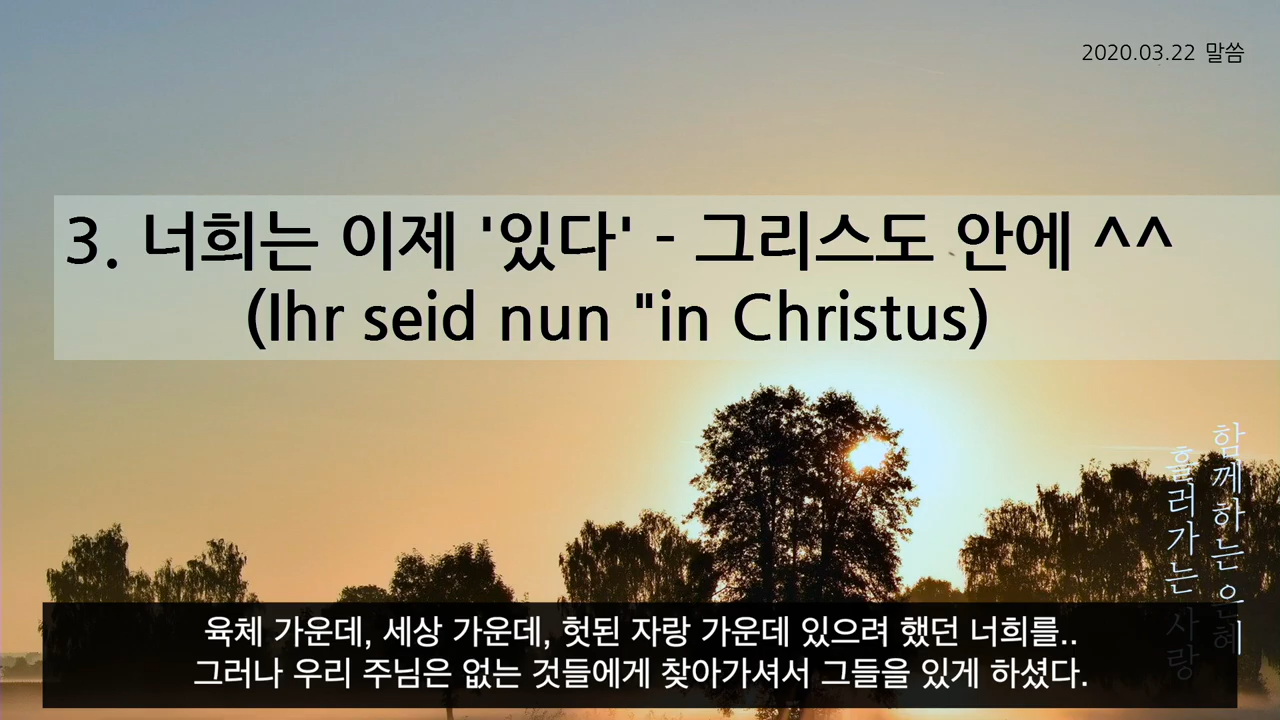 2020.03.22 말씀
3. 너희는 이제 '있다' - 그리스도 안에 ^^
(Ihr seid nun "in Christus)
함께하는 은혜
흘러가는 사랑
육체 가운데, 세상 가운데, 헛된 자랑 가운데 있으려 했던 너희를..
그러나 우리 주님은 없는 것들에게 찾아가셔서 그들을 있게 하셨다.